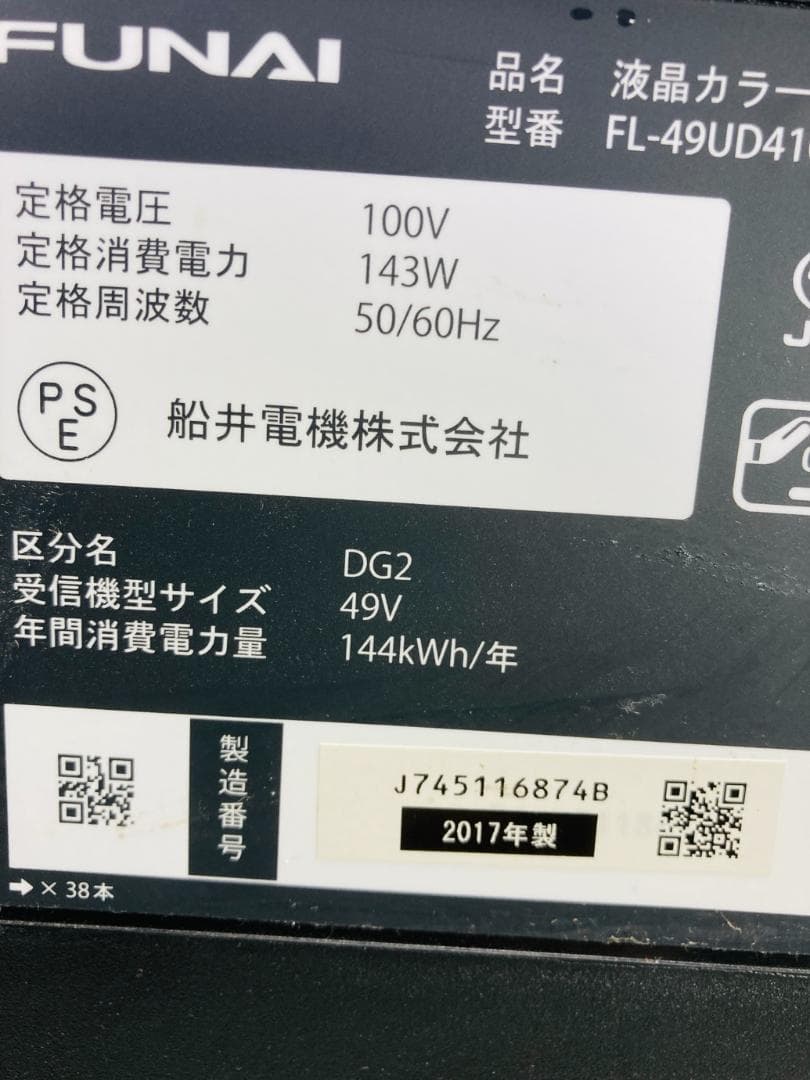 FUNAI
品名 液晶カラー
型番 FL-49UD41
定格電圧 100V
定格消費電力 143W
定格周波数 50/60Hz
PSE 船井電機株式会社
区分名 DG2
受信機型サイズ 49V
年間消費電力量 144kWh/年
製造番号
J745116874B
2017年製
➡ × 38本